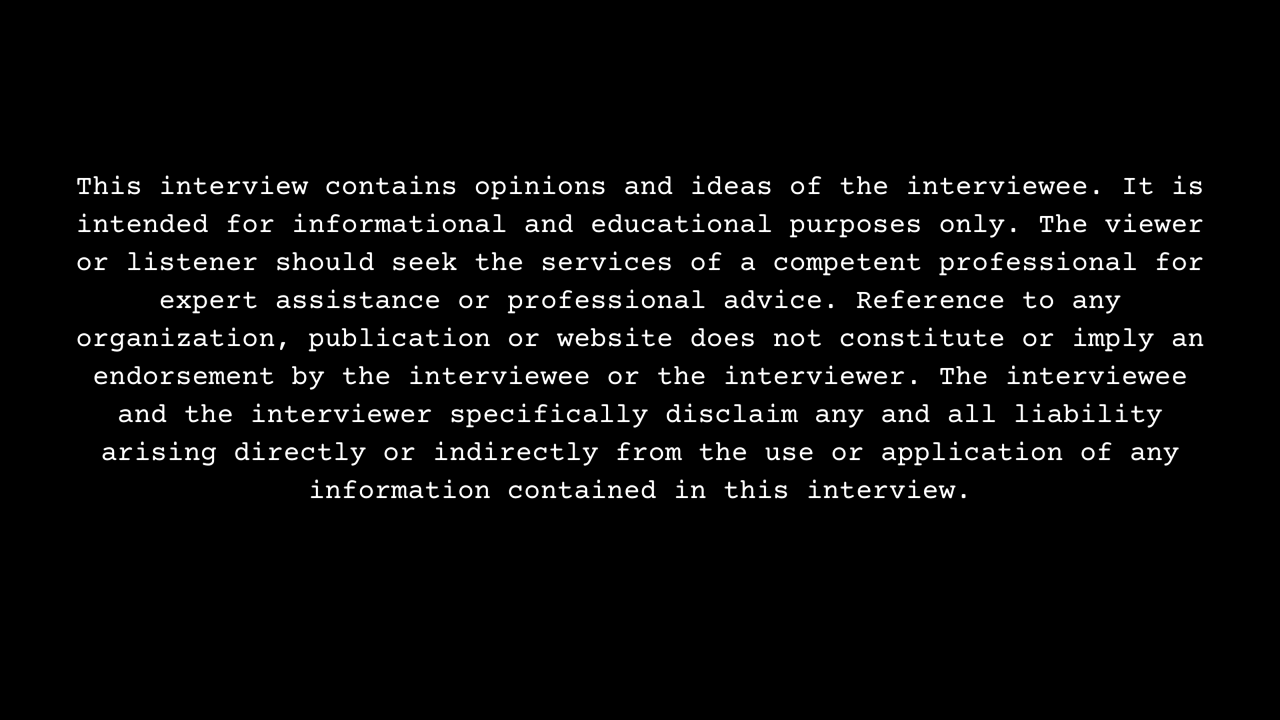 This interview contains opinions and ideas of the interviewee. It is
intended for informational and educational purposes only. The viewer
or listener should seek the services of a competent professional for
expert assistance or professional advice. Reference to any
organization, publication or website does not constitute or imply an
endorsement by the interviewee or the interviewer. The interviewee
and the interviewer specifically disclaim any and all liability
arising directly or indirectly from the use or application of any
information contained in this interview.